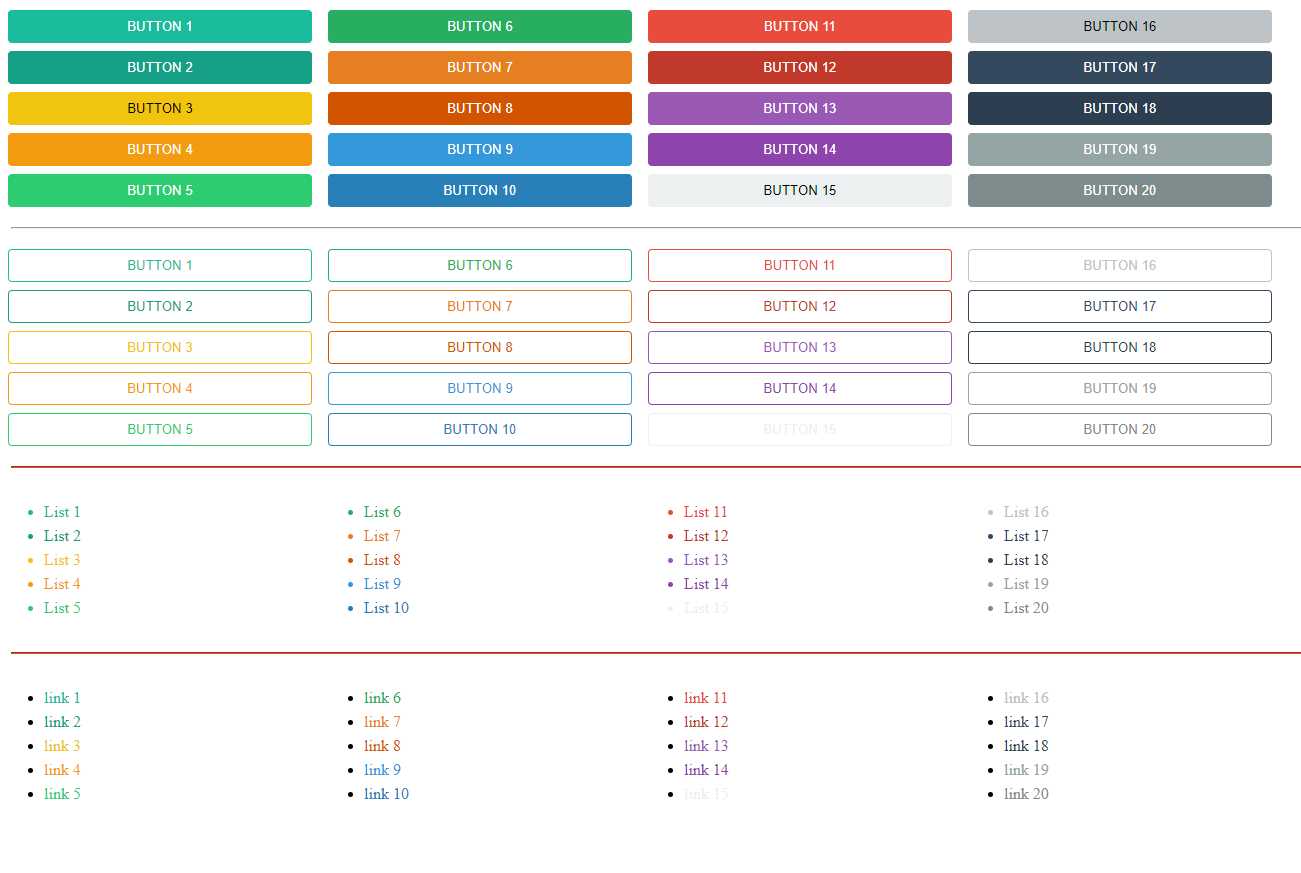 BUTTON 1 BUTTON 6 BUTTON 11 BUTTON 16
BUTTON 2 BUTTON 7 BUTTON 12 BUTTON 17
BUTTON 3 BUTTON 8 BUTTON 13 BUTTON 18
BUTTON 4 BUTTON 9 BUTTON 14 BUTTON 19
BUTTON 5 BUTTON 10 BUTTON 15 BUTTON 20
BUTTON 1 BUTTON 6 BUTTON 11 BUTTON 16
BUTTON 2 BUTTON 7 BUTTON 12 BUTTON 17
BUTTON 3 BUTTON 8 BUTTON 13 BUTTON 18
BUTTON 4 BUTTON 9 BUTTON 14 BUTTON 19
BUTTON 5 BUTTON 10 BUTTON 15 BUTTON 20
List 1 List 6 List 11 List 16
List 2 List 7 List 12 List 17
List 3 List 8 List 13 List 18
List 4 List 9 List 14 List 19
List 5 List 10 List 15 List 20
link 1 link 6 link 11 link 16
link 2 link 7 link 12 link 17
link 3 link 8 link 13 link 18
link 4 link 9 link 14 link 19
link 5 link 10 link 15 link 20